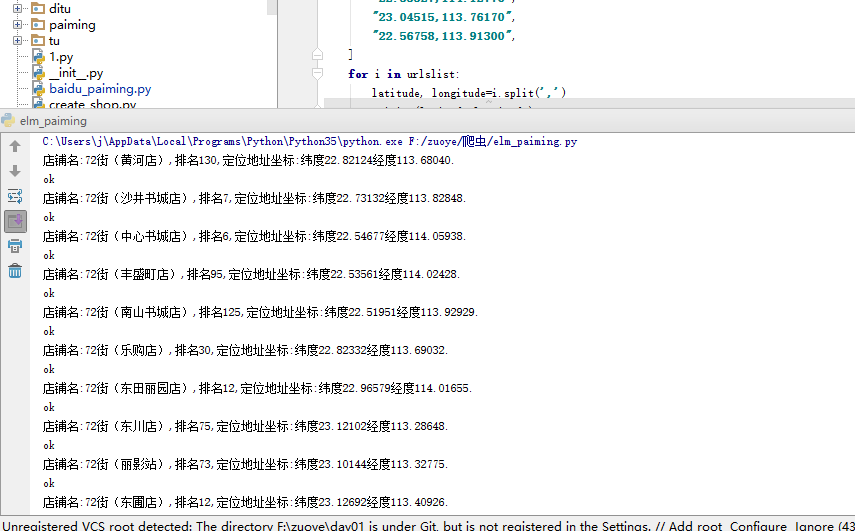 ditu
paiming
tu
1.py
__init__.py
baidu_paiming.py
create_shop.py
"23.04515,113.76170",
"22.56758,113.91300",
]
for i in urlslist:
latitude, longitude=i.split(',')
elm_paiming
C:\Users\j\AppData\Local\Programs\Python\Python35\python.exe F:/zuoye/爬虫/elm_paiming.py
店铺名:72街（黄河店）,排名130,定位地址坐标:纬度22.82124经度113.68040.
ok
店铺名:72街（沙井书城店）,排名7,定位地址坐标:纬度22.73132经度113.82848.
ok
店铺名:72街（中心书城店）,排名6,定位地址坐标:纬度22.54677经度114.05938.
ok
店铺名:72街（丰盛町店）,排名95,定位地址坐标:纬度22.53561经度114.02428.
ok
店铺名:72街（南山书城店）,排名125,定位地址坐标:纬度22.51951经度113.92929.
ok
店铺名:72街（乐购店）,排名30,定位地址坐标:纬度22.82332经度113.69032.
ok
店铺名:72街（东田丽园店）,排名12,定位地址坐标:纬度22.96579经度114.01655.
ok
店铺名:72街（东川店）,排名75,定位地址坐标:纬度23.12102经度113.28648.
ok
店铺名:72街（丽影站）,排名73,定位地址坐标:纬度23.10144经度113.32775.
ok
店铺名:72街（东圃店）,排名12,定位地址坐标:纬度23.12692经度113.40926.
Unregistered VCS root detected: The directory F:\zuoye\day01 is under Git, but is not registered in the Settings. // Add root Configure Ignore (43